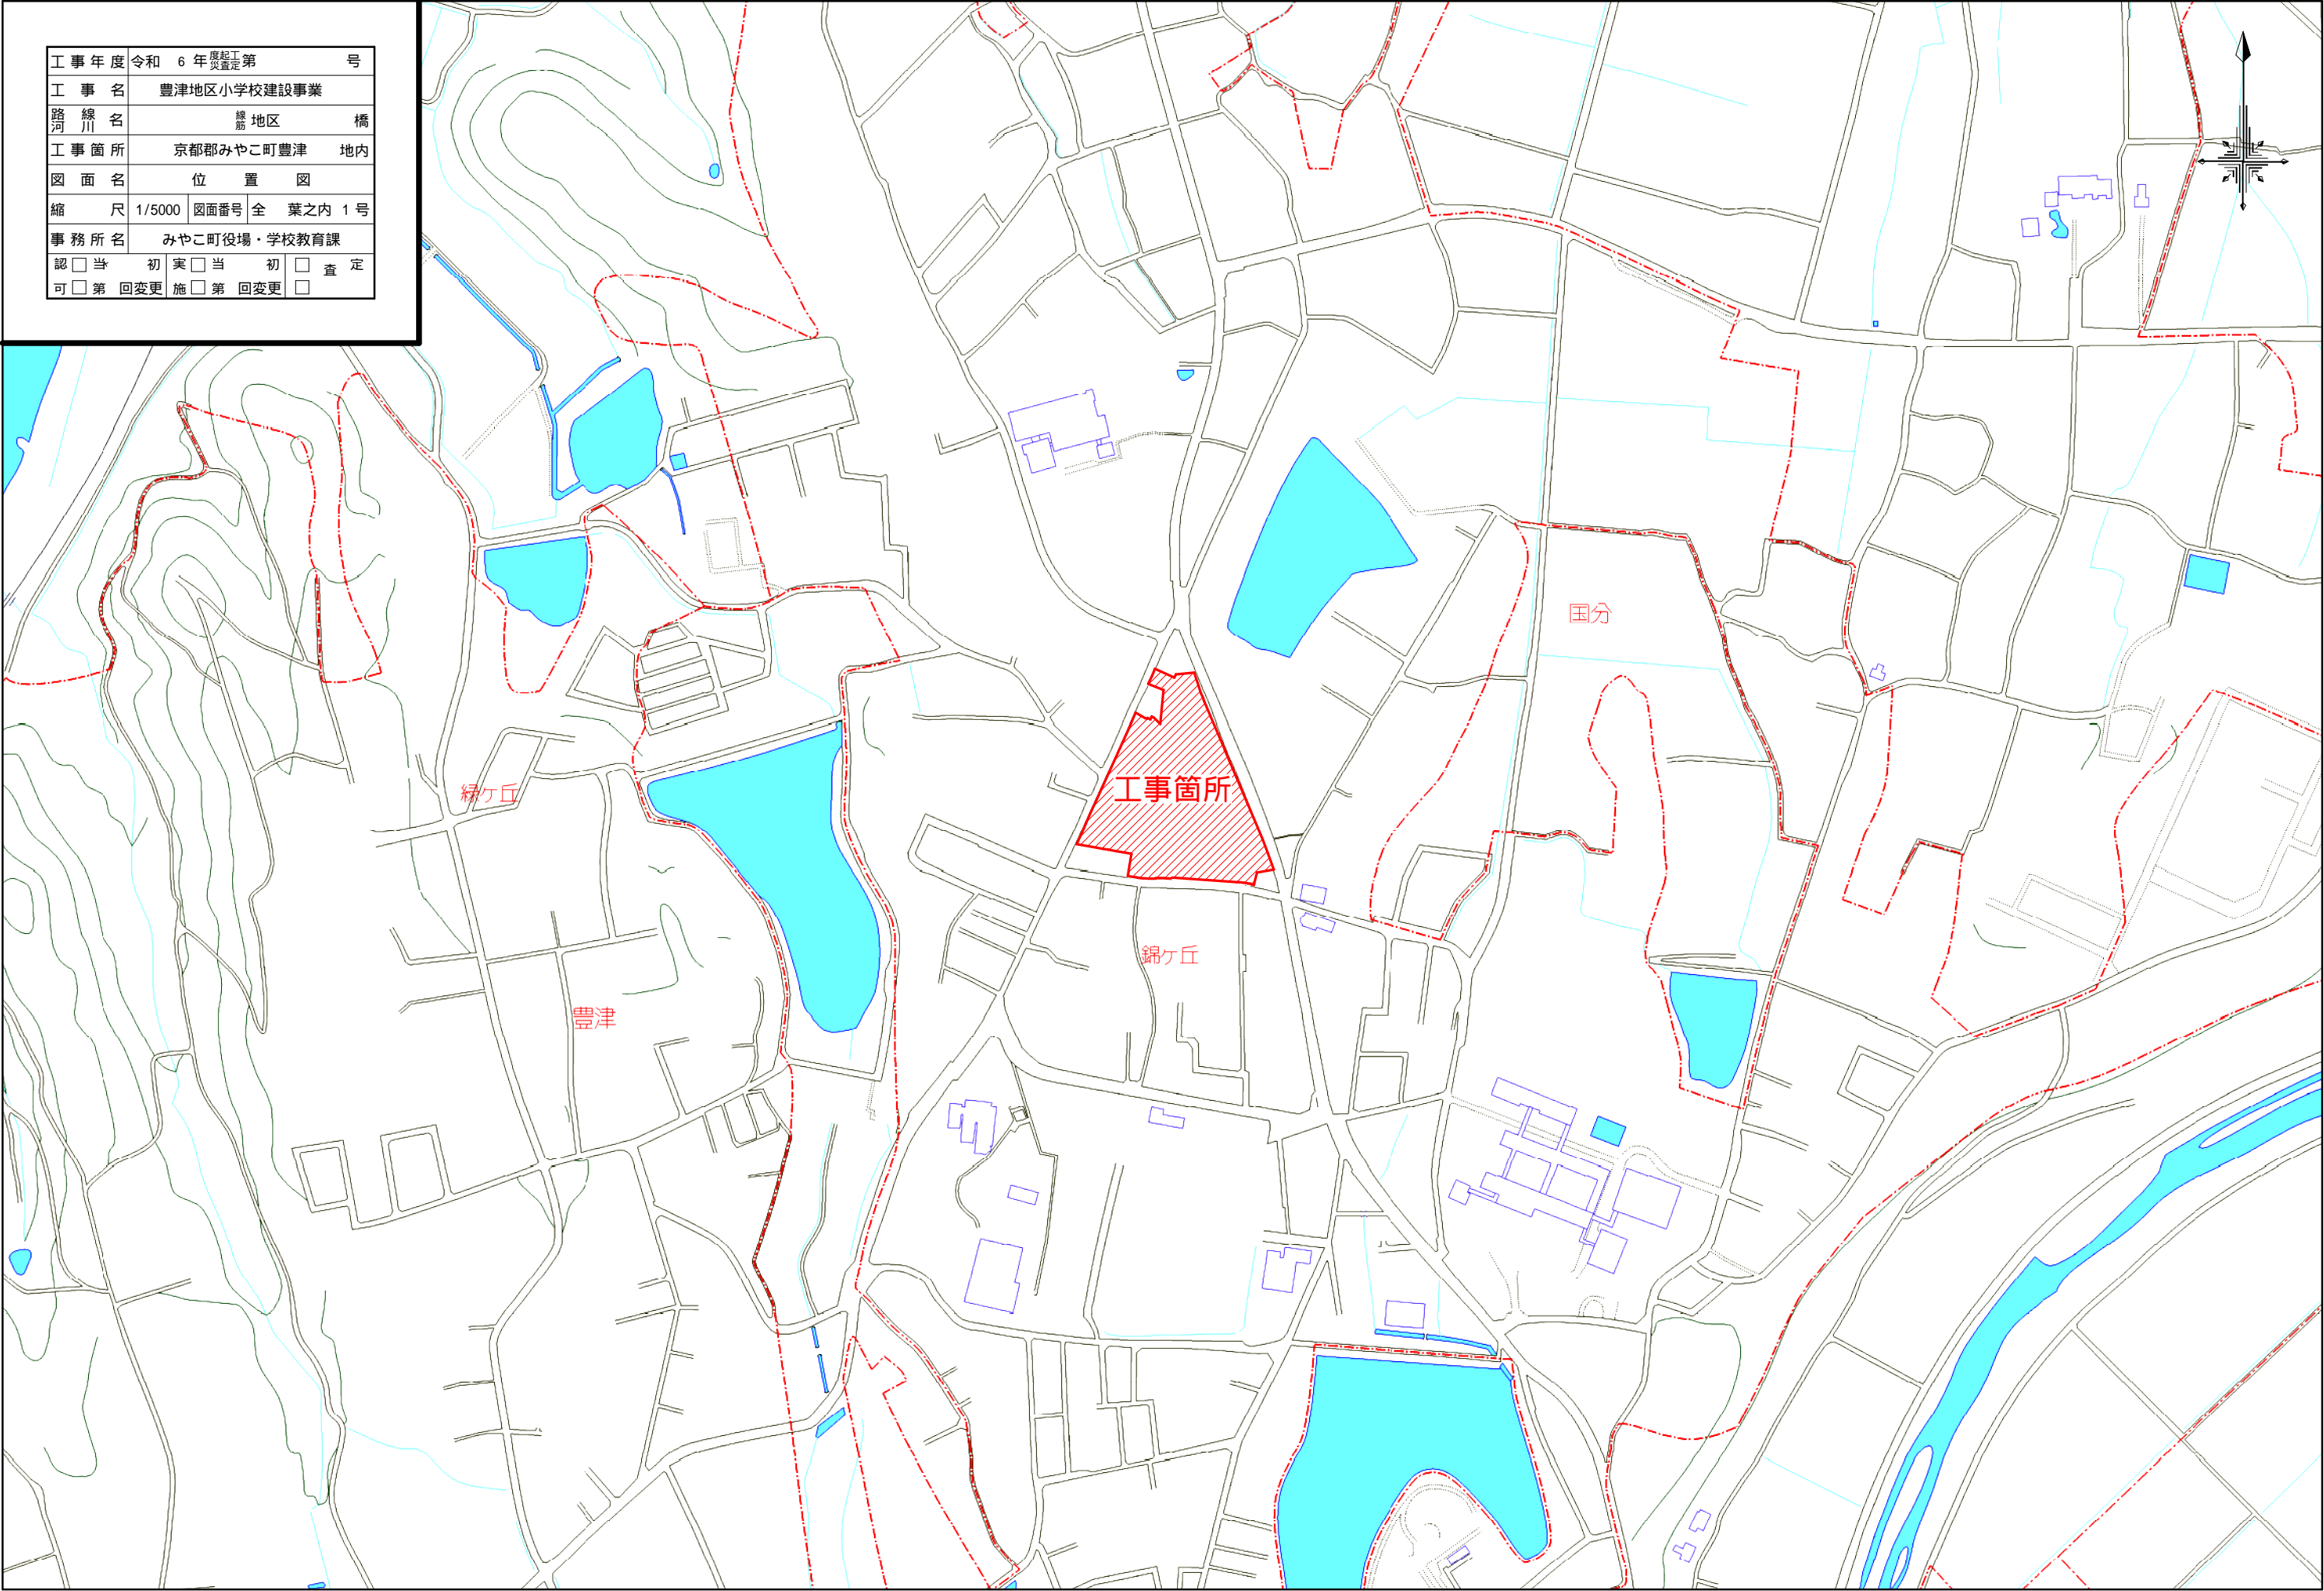 工事年度 令和 6 年 度起工 災査定 第 号
工事名 豊津地区小学校建設事業
路線河川名 線筋 地区 橋
工事箇所 京都郡みやこ町豊津 地内
図面名 位置図
縮尺 1/5000 図面番号 全 葉之内 1 号
事務所名 みやこ町役場・学校教育課
認 □ 当 初 実 □ 当 初 □ 査 定
可 □ 第 回変更 施 □ 第 回変更 □
国分
緑ヶ丘
工事箇所
錦ヶ丘
豊津